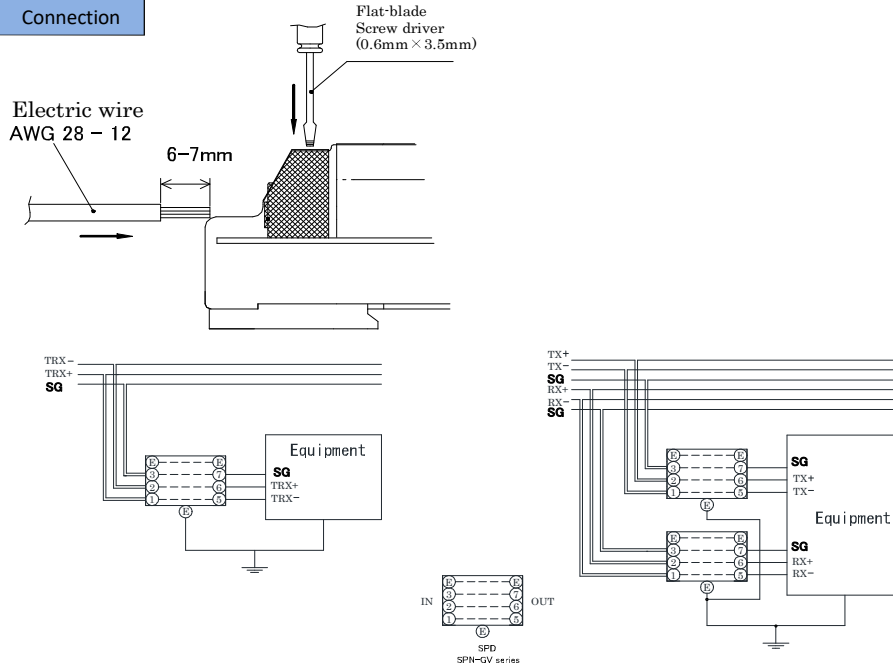 Connection
Flat-blade
Screw driver
(0.6mm×3.5mm)
Electric wire
AWG 28 - 12
6-7mm
TRX-
TRX+
SG
Equipment
E E
3 7 SG
2 6 TRX+
1 5 TRX-
E
IN
E E
3 7
2 6
1 5
OUT
E
SPD
SPN-GV series
TX+
TX-
SG
RX+
RX-
SG
E E
3 7 SG
2 6 TX+
1 5 TX-
E
Equipment
E E
3 7 SG
2 6 RX+
1 5 RX-
E